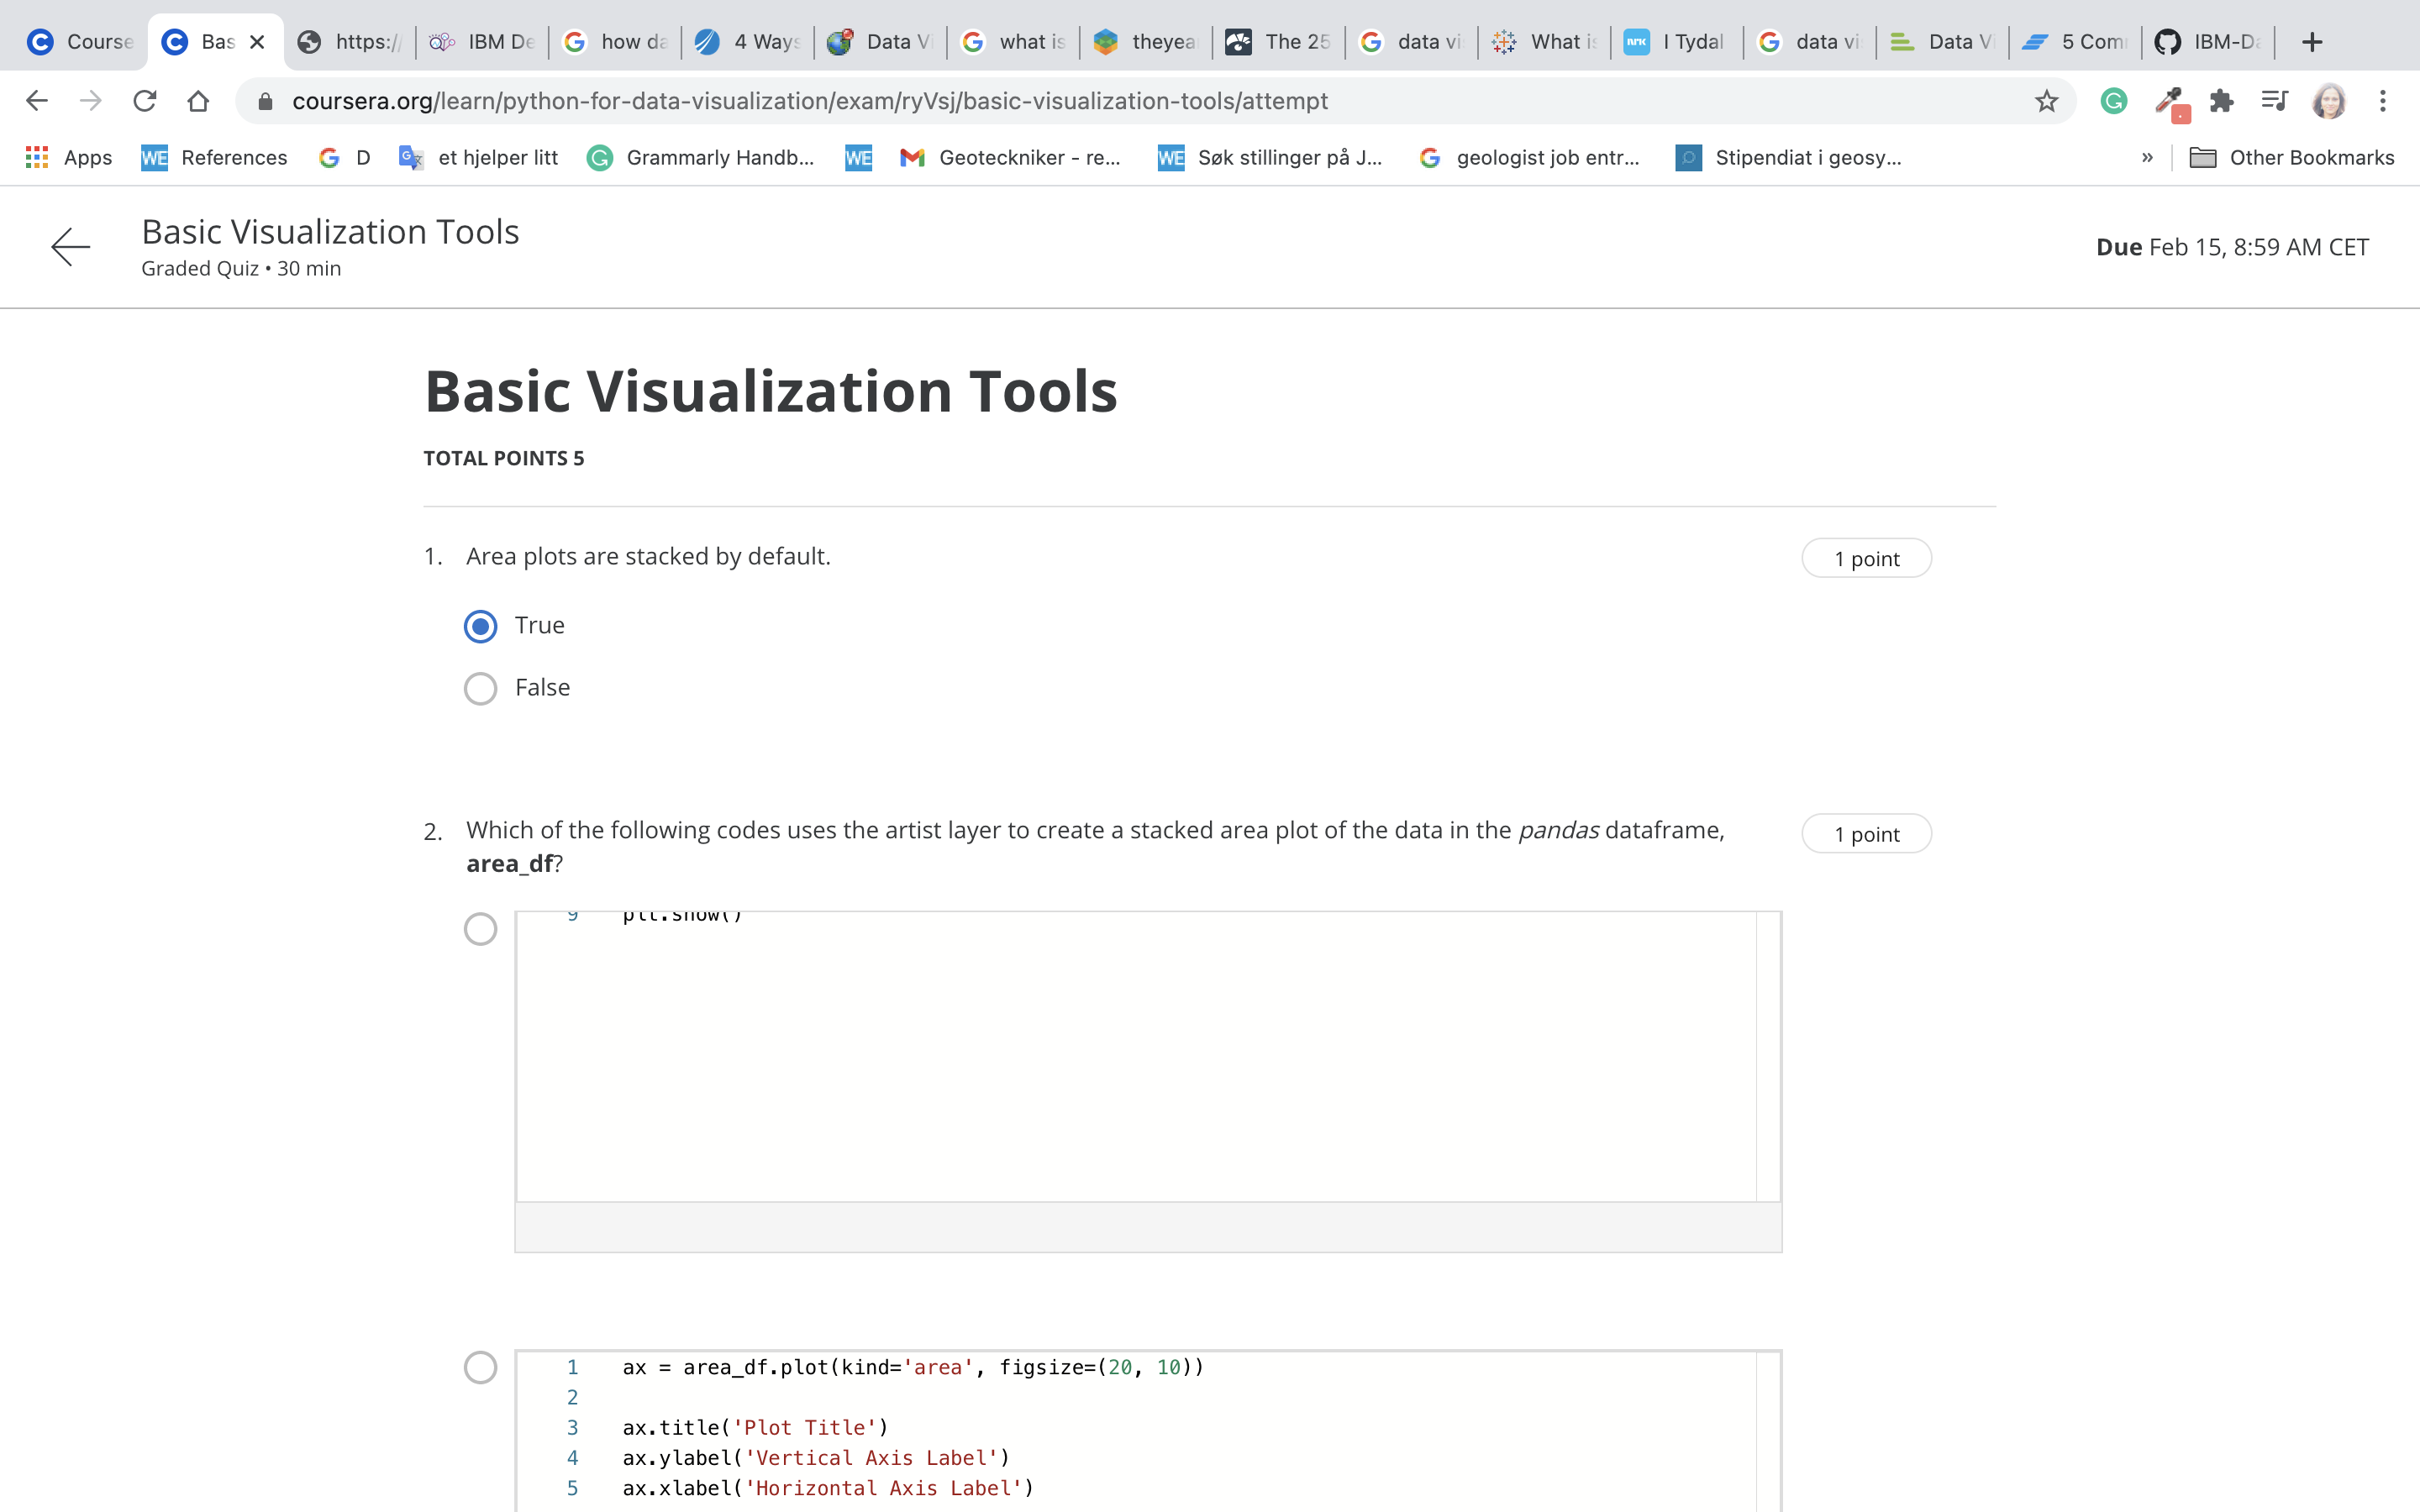 Course Bas https:/ IBM De how da 4 Ways Data Vi what is theyea The 25 data vi What is I Tydal data vi Data Vi 5 Com IBM-Da
coursera.org/learn/python-for-data-visualization/exam/ryVsj/basic-visualization-tools/attempt
Apps WE References D et hjelper litt Grammarly Handb... WE Geoteckniker - re... WE Søk stillinger på J... geologist job entr... Stipendiat i geosy... » Other Bookmarks
Basic Visualization Tools
Graded Quiz • 30 min
Due Feb 15, 8:59 AM CET
Basic Visualization Tools
TOTAL POINTS 5
1. Area plots are stacked by default.
1 point
True
False
2. Which of the following codes uses the artist layer to create a stacked area plot of the data in the pandas dataframe,
area_df?
1 point
9 plt.show()
1 ax = area_df.plot(kind='area', figsize=(20, 10))
2
3 ax.title('Plot Title')
4 ax.ylabel('Vertical Axis Label')
5 ax.xlabel('Horizontal Axis Label')